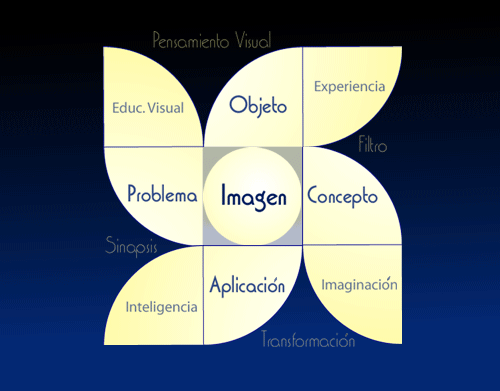 Pensamiento Visual
Educ. Visual
Objeto
Experiencia
Filtro
Problema
Imagen
Concepto
Sinapsis
Inteligencia
Aplicación
Imaginación
Transformación